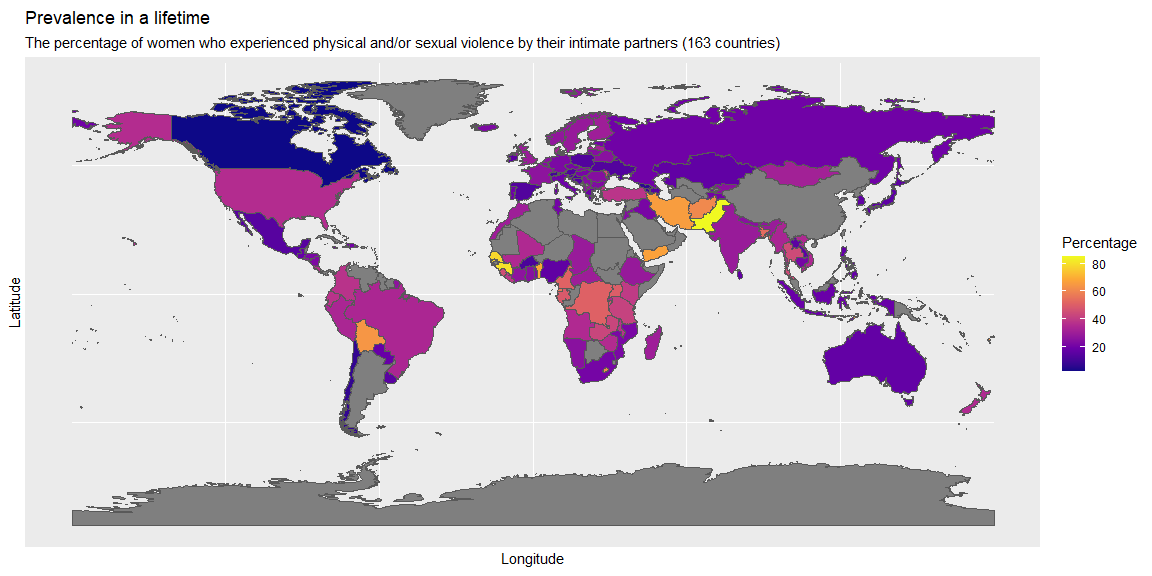 Prevalence in a lifetime
The percentage of women who experienced physical and/or sexual violence by their intimate partners (163 countries)
Latitude
Longitude
Percentage
80
60
40
20